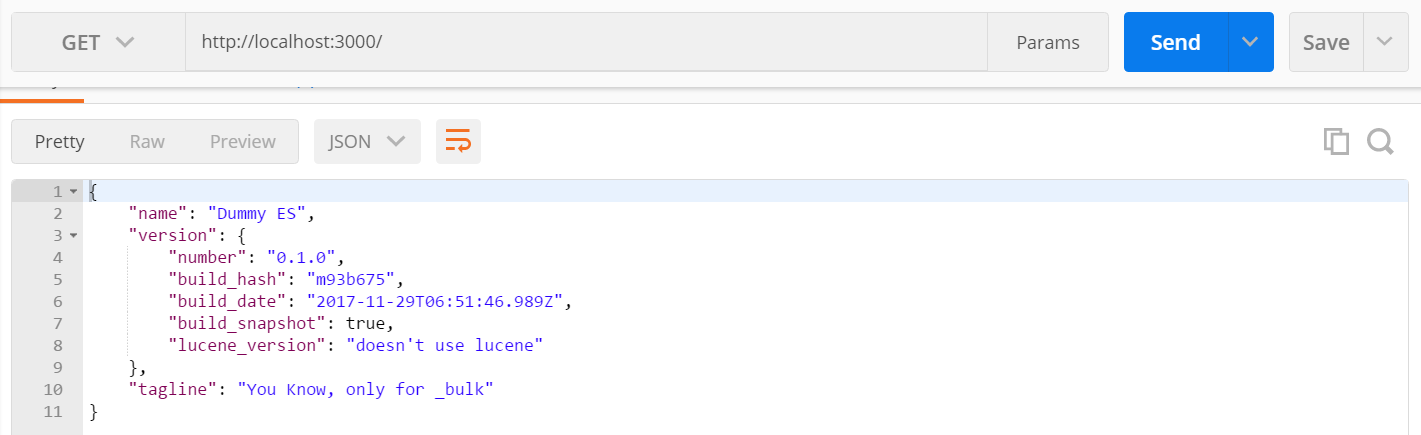 GET http://localhost:3000/ Params Send Save
Pretty Raw Preview JSON
1 {
2 "name": "Dummy ES",
3 "version": {
4 "number": "0.1.0",
5 "build_hash": "m93b675",
6 "build_date": "2017-11-29T06:51:46.989Z",
7 "build_snapshot": true,
8 "lucene_version": "doesn't use lucene"
9 },
10 "tagline": "You Know, only for _bulk"
11 }